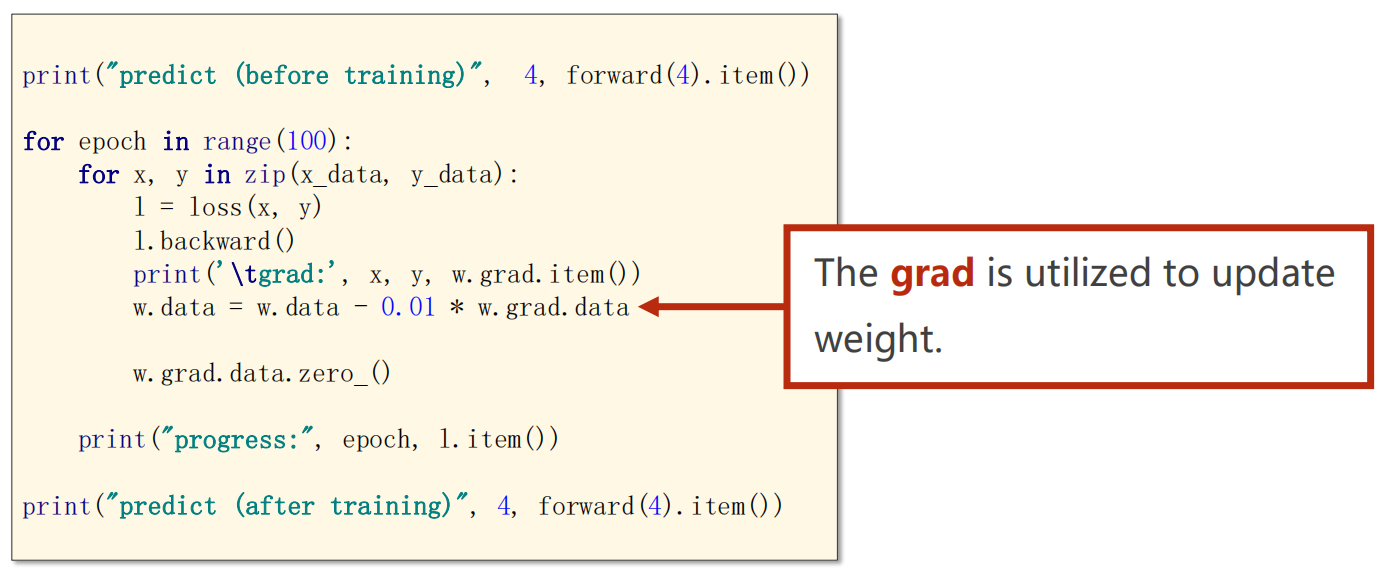 print("predict (before training)", 4, forward(4).item())
for epoch in range(100):
    for x, y in zip(x_data, y_data):
        l = loss(x, y)
        l.backward()
        print('\tgrad:', x, y, w.grad.item())
        w.data = w.data - 0.01 * w.grad.data
        w.grad.data.zero_()
    print("progress:", epoch, l.item())
print("predict (after training)", 4, forward(4).item())
The grad is utilized to update
weight.